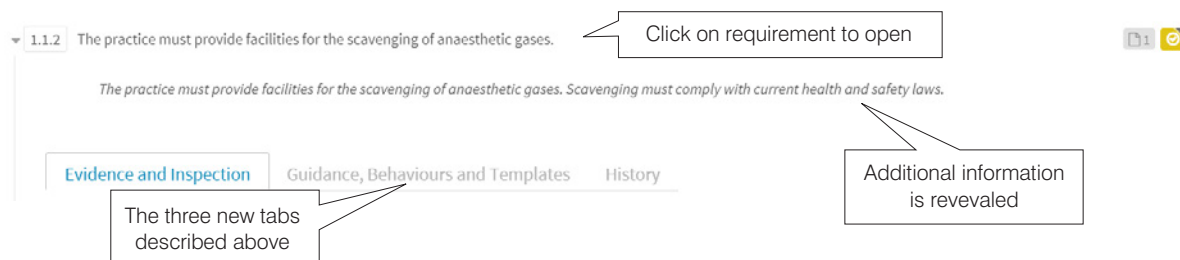 1.1.2 The practice must provide facilities for the scavenging of anaesthetic gases.
Click on requirement to open
1
The practice must provide facilities for the scavenging of anaesthetic gases. Scavenging must comply with current health and safety laws.
Evidence and Inspection Guidance, Behaviours and Templates History
Additional information
is revevaled
The three new tabs
described above